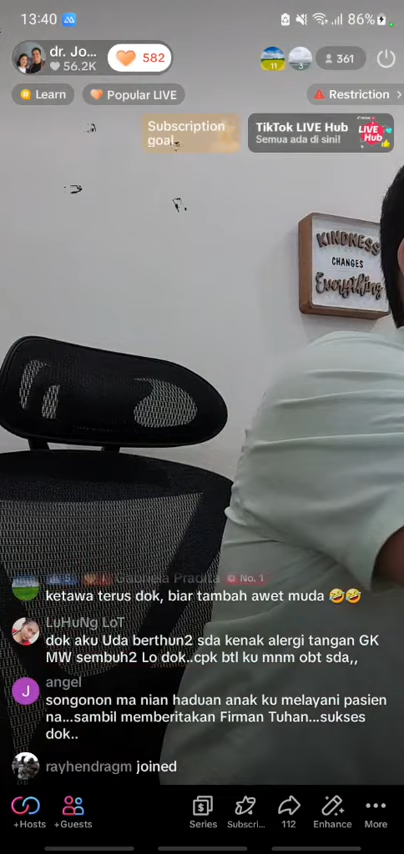 13:40
86%
dr. Jo...
56.2K
582
11
3
361
Learn
Popular LIVE
Restriction
Subscription
goal
TikTok LIVE Hub
Semua ada di sini!
LIVE
Hub
KINDNESS
CHANGES
Everything
Gabriela Pradita No. 1
ketawa terus dok, biar tambah awet muda 🤣🤣
LuHuNg LoT
dok aku Uda berthun2 sda kenak alergi tangan GK
MW sembuh2 Lo dok..cpk btl ku mnm obt sda,,
J
angel
songonon ma nian haduan anak ku melayani pasien
na...sambil memberitakan Firman Tuhan...sukses
dok..
rayhendragm joined
+Hosts
+Guests
Series
Subscri...
112
Enhance
More